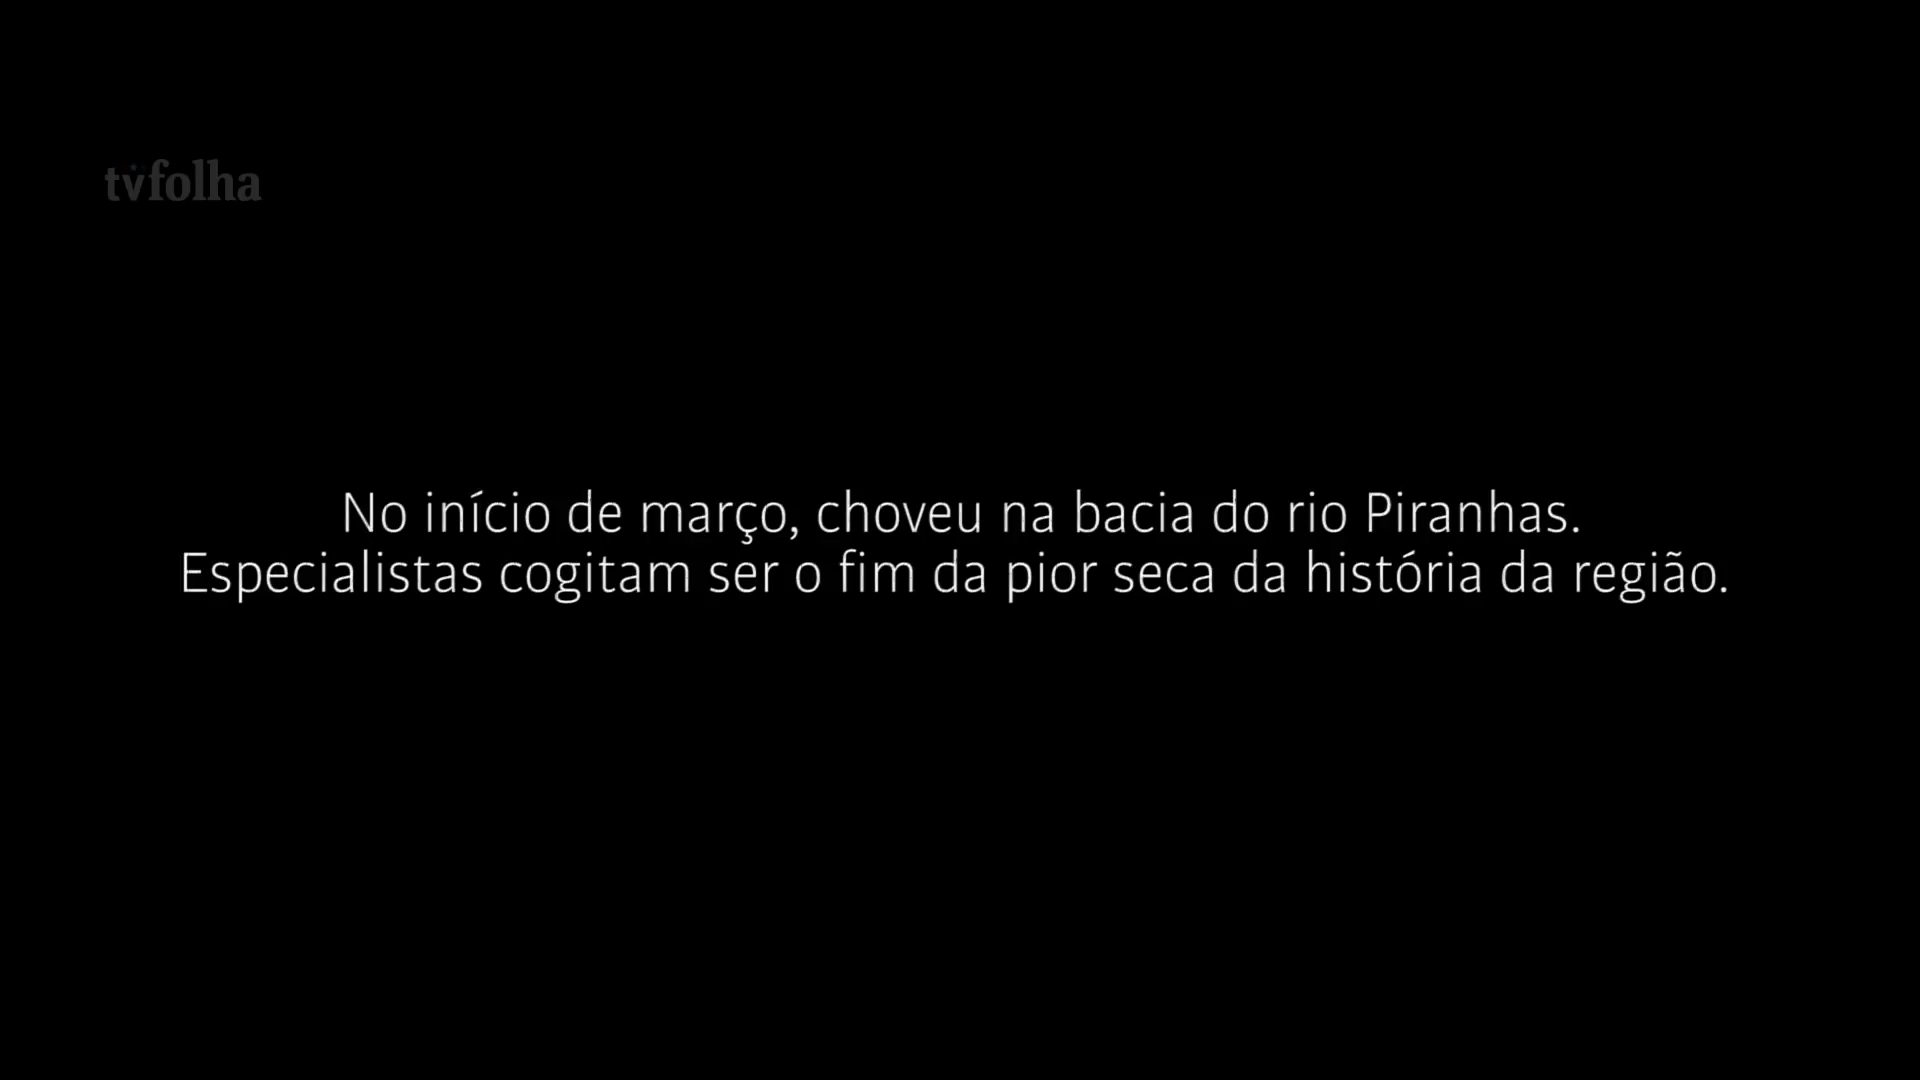 tvfolha
No início de março, choveu na bacia do rio Piranhas.
Especialistas cogitam ser o fim da pior seca da história da região.